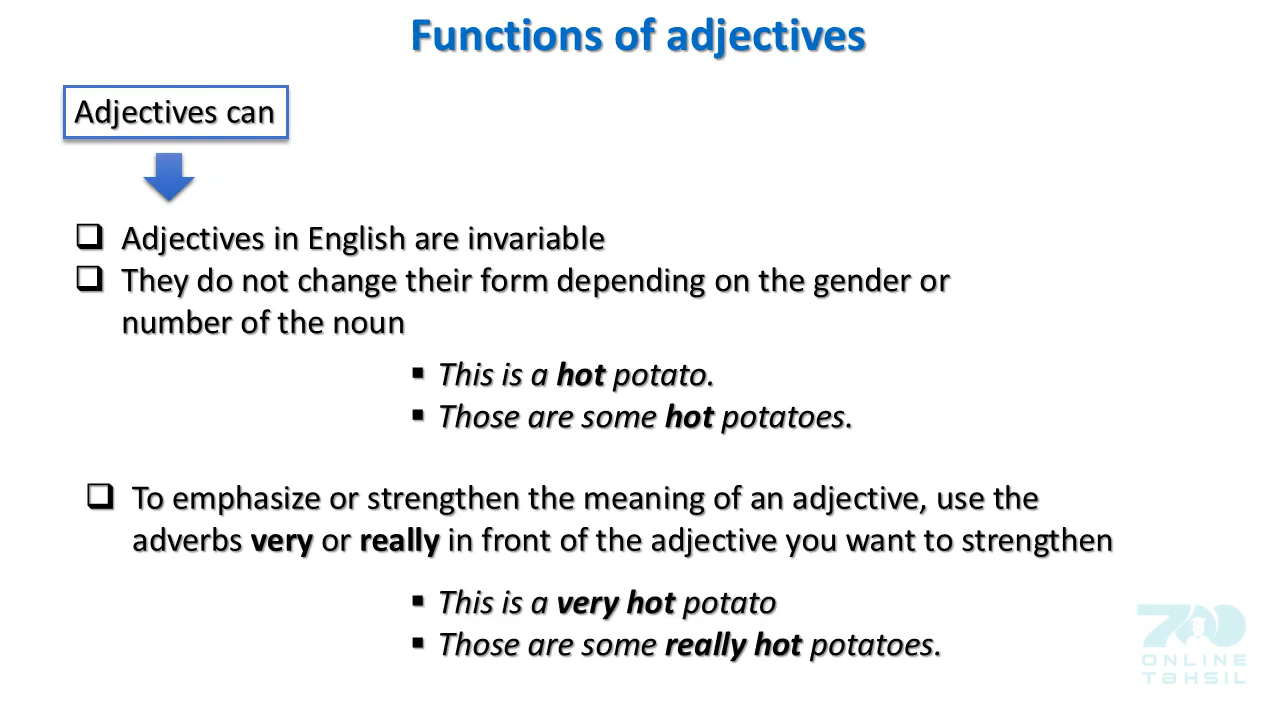 Functions of adjectives
Adjectives can
❑ Adjectives in English are invariable
❑ They do not change their form depending on the gender or
number of the noun
▪ This is a hot potato.
▪ Those are some hot potatoes.
❑ To emphasize or strengthen the meaning of an adjective, use the
adverbs very or really in front of the adjective you want to strengthen
▪ This is a very hot potato
▪ Those are some really hot potatoes.
ONLINE
TƏHSIL